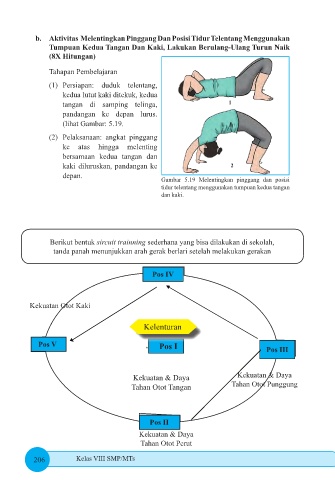 b. Aktivitas Melentingkan Pinggang Dan Posisi Tidur Telentang Menggunakan
Tumpuan Kedua Tangan Dan Kaki, Lakukan Berulang-Ulang Turun Naik
(8X Hitungan)
Tahapan Pembelajaran
(1) Persiapan: duduk telentang,
kedua lutut kaki ditekuk, kedua
tangan di samping telinga,
pandangan ke depan lurus.
(lihat Gambar: 5.19.
(2) Pelaksanaan: angkat pinggang
ke atas hingga melenting
bersamaan kedua tangan dan
kaki diluruskan, pandangan ke
depan.
1
2
Gambar 5.19 Melentingkan pinggang dan posisi
tidur telentang menggunakan tumpuan kedua tangan
dan kaki.
Berikut bentuk sircuit trainning sederhana yang bisa dilakukan di sekolah,
tanda panah menunjukkan arah gerak berlari setelah melakukan gerakan
Pos IV
Kekuatan Otot Kaki
Kelenturan
Pos V
Pos I
Pos III
Kekuatan & Daya
Tahan Otot Tangan
Kekuatan & Daya
Tahan Otot Punggung
Pos II
Kekuatan & Daya
Tahan Otot Perut
206
Kelas VIII SMP/MTs